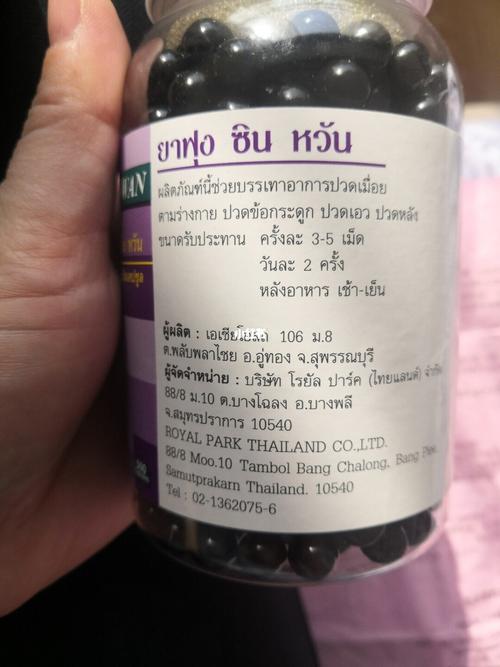 ยาฟุอ ซิน หวัน
WAN
ผลิตภัณฑ์นี้ช่วยบรรเทาอาการปวดเมื่อย
ตามร่างกาย ปวดข้อกระดูก ปวดเอว ปวดหลัง
หวัน
ขนาดรับประทาน ครั้งละ 3-5 เม็ด
วันละ 2 ครั้ง
หลังอาหาร เช้า-เย็น
ผู้ผลิต : 106 ม.8
ต.พลับพลาไชย อ.อู่ทอง จ.สุพรรณบุรี
ผู้จัดจำหน่าย : บริษัท โรยัล ปาร์ค (ไทยแลนด์)
88/8 ม.10 ต.บางโฉลง อ.บางพลี
จ.สมุทรปราการ 10540
ROYAL PARK THAILAND CO.,LTD.
88/8 Moo.10 Tambol Bang Chalong, Bang Plee,
Samutprakarn Thailand. 10540
Tel : 02-1362075-6